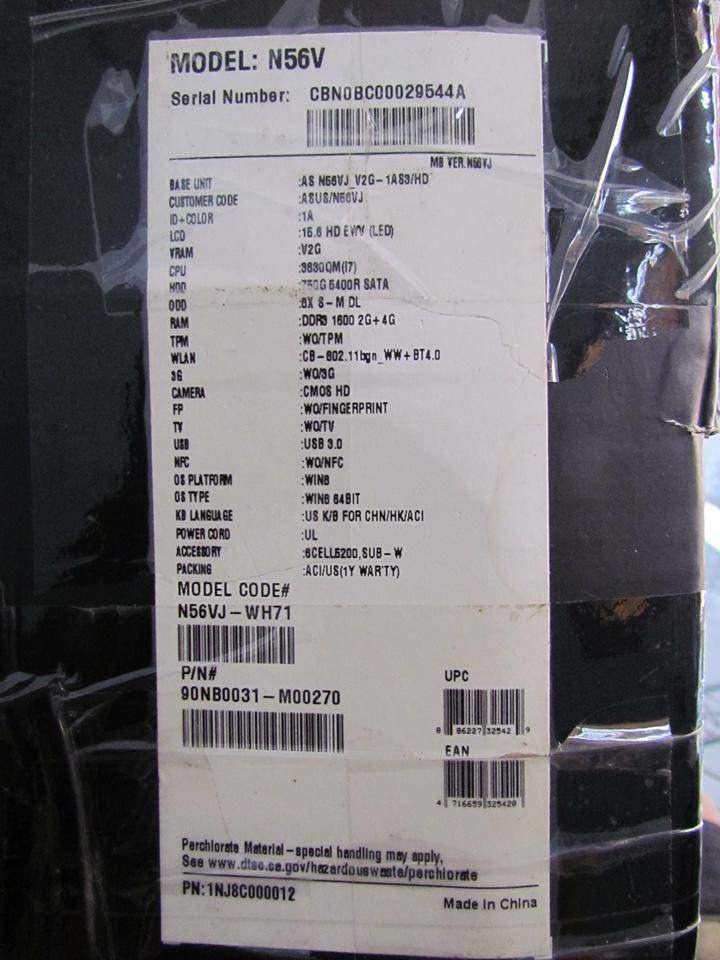 MODEL: N56V
Serial Number: CBN0BC00029544A
MB VER.N56VJ
BASE UNIT :AS N56VJ_V2G-1AS3/HD
CUSTOMER CODE :ASUS/N56VJ
ID+COLOR :1A
LCD :15.6 HD EWV (LED)
VRAM :V2G
CPU :3630QM(I7)
HDD :750G 5400R SATA
ODD :8X S-M DL
RAM :DDR3 1600 2G+4G
TPM :WO/TPM
WLAN :CB-802.11bgn_WW+BT4.0
3G :WO/3G
CAMERA :CMOS HD
FP :WO/FINGERPRINT
TV :WO/TV
USB :USB 3.0
NFC :WO/NFC
OS PLATFORM :WIN8
OS TYPE :WIN8 64BIT
KB LANGUAGE :US K/B FOR CHN/HK/ACI
POWER CORD :UL
ACCESSORY :6CELL5200,SUB-W
PACKING :ACI/US(1Y WAR'TY)
MODEL CODE#
N56VJ-WH71
P/N#
90NB0031-M00270
UPC
8 86227 32542 9
EAN
4 716659 325420
Perchlorate Material-special handling may apply,
See www.dtsc.ca.gov/hazardouswaste/perchlorate
PN:1NJ8C000012
Made in China